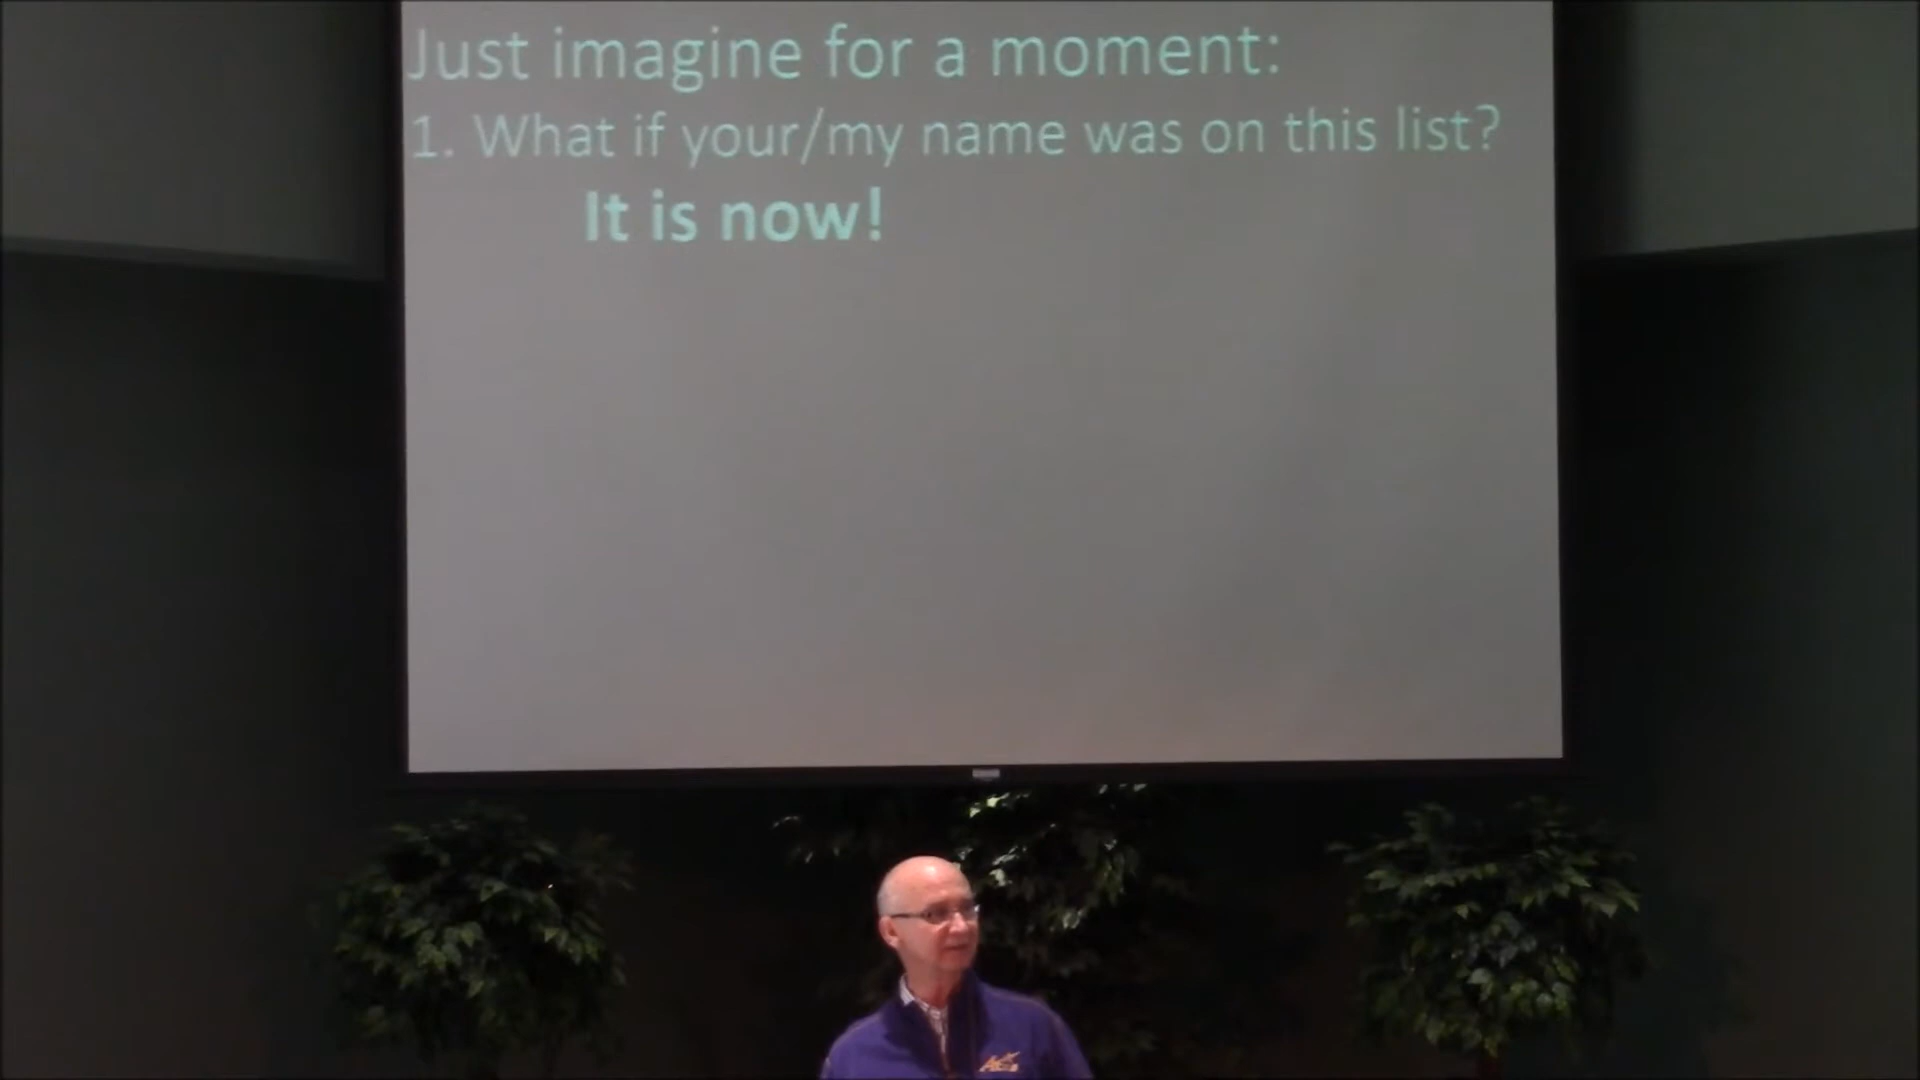 Just imagine for a moment:
1. What if your/my name was on this list?
It is now!